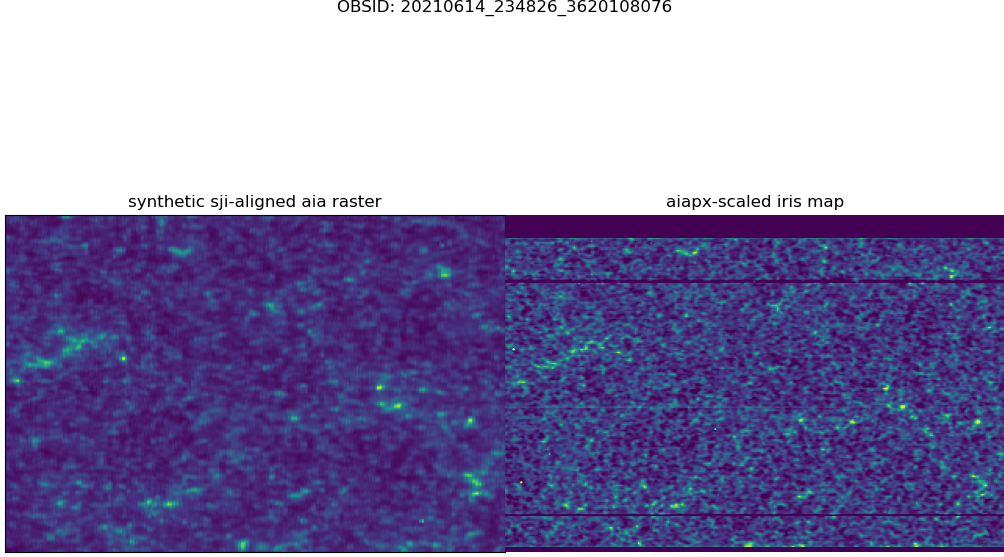 OBSID: 20210614_234826_3620108076
synthetic sji-aligned aia raster
aiapx-scaled iris map